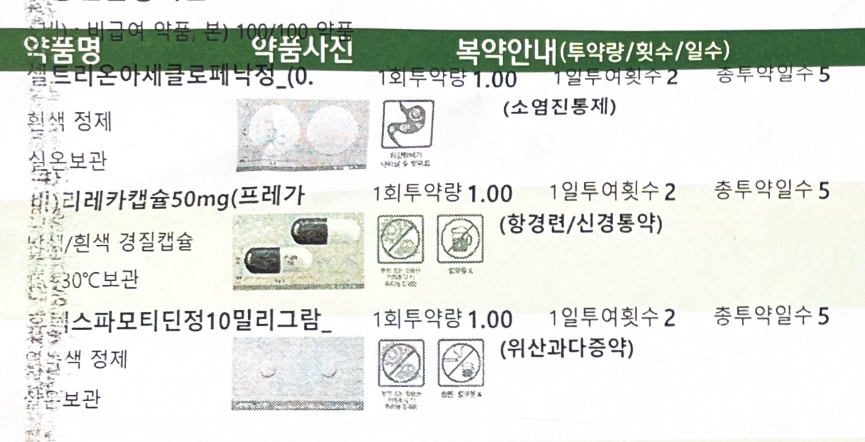 비) : 비급여 약품, 본) 100/100 약품
약품명 약품사진 복약안내(투약량/횟수/일수)
셀트리온아세클로페낙정_(0. 1회투약량 1.00 1일투여횟수 2 총투약일수 5
(소염진통제)
흰색 정제
실온보관
비)리레카캡슐50mg(프레가 1회투약량 1.00 1일투여횟수 2 총투약일수 5
(항경련/신경통약)
/흰색 경질캡슐
30℃보관
스파모티딘정10밀리그람_ 1회투약량 1.00 1일투여횟수 2 총투약일수 5
(위산과다증약)
색 정제
보관